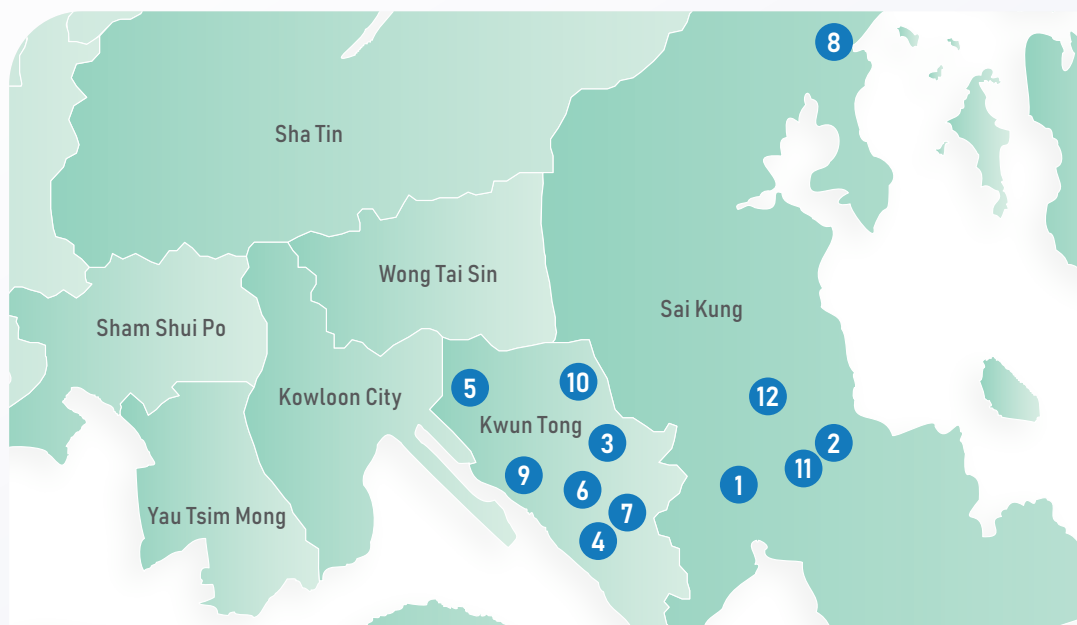 8
Sha Tin
Wong Tai Sin
Sai Kung
Sham Shui Po
5
10
12
Kowloon City
Kwun Tong
3
2
9
11
6
1
7
Yau Tsim Mong
4